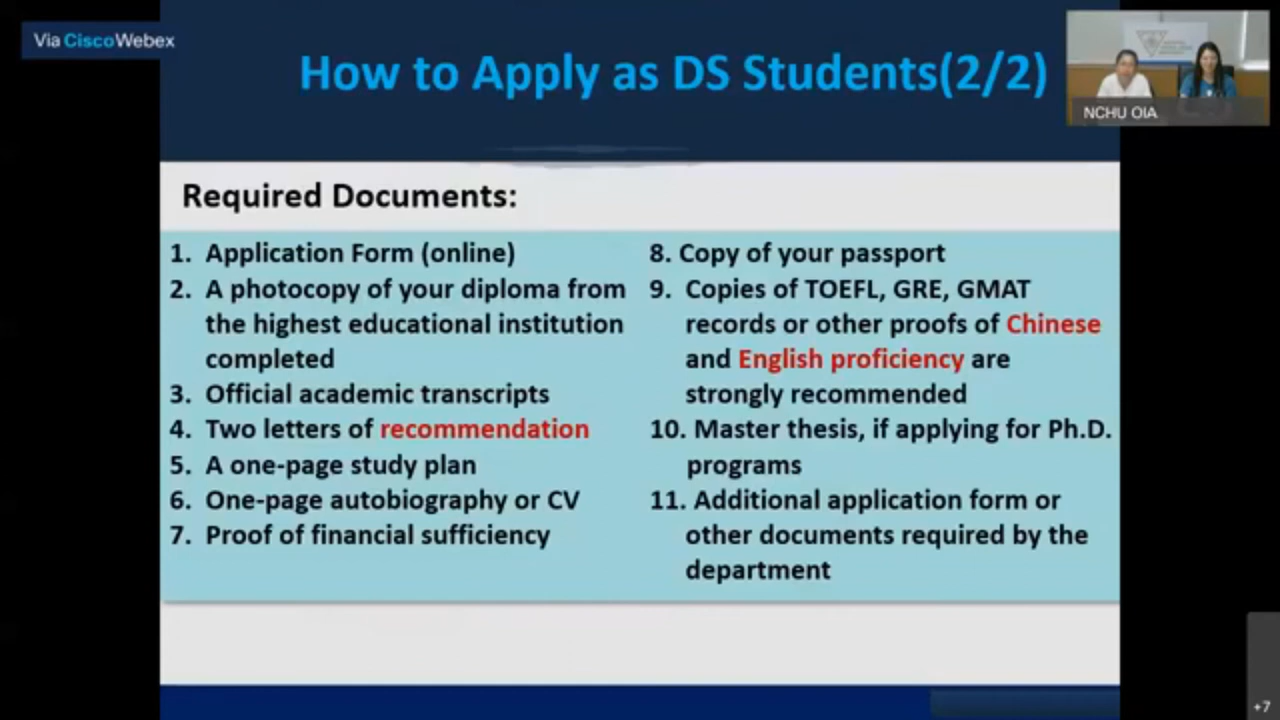 Via Cisco Webex
How to Apply as DS Students(2/2)
NCHU OIA
Required Documents:
1. Application Form (online)
2. A photocopy of your diploma from
the highest educational institution
completed
3. Official academic transcripts
4. Two letters of recommendation
5. A one-page study plan
6. One-page autobiography or CV
7. Proof of financial sufficiency
8. Copy of your passport
9. Copies of TOEFL, GRE, GMAT
records or other proofs of Chinese
and English proficiency are
strongly recommended
10. Master thesis, if applying for Ph.D.
programs
11. Additional application form or
other documents required by the
department
+7